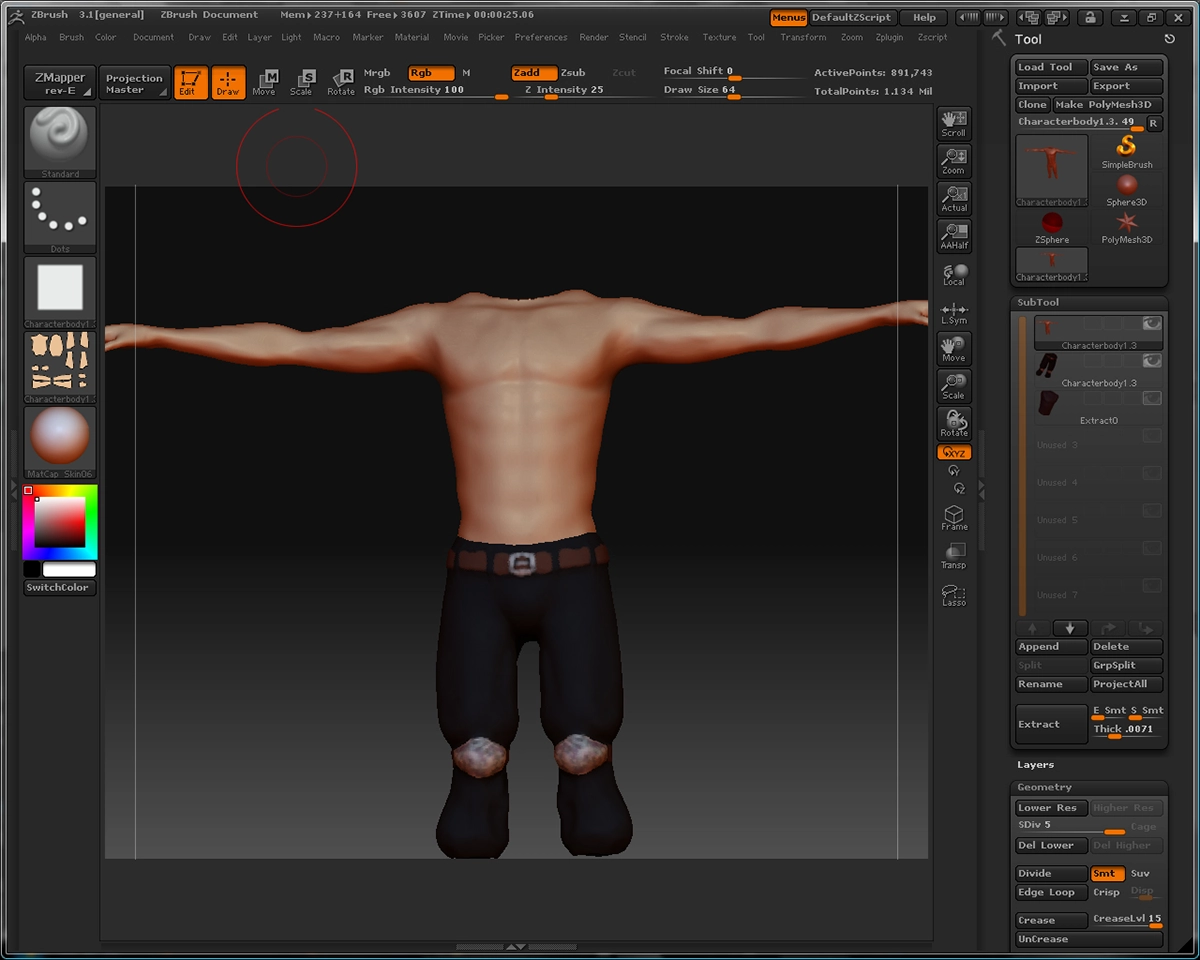 ZBrush 3.1[general] ZBrush Document Mem▸237+164 Free▸3607 ZTime▸00:00:25.06 Menus DefaultZScript Help
Alpha Brush Color Document Draw Edit Layer Light Macro Marker Material Movie Picker Preferences Render Stencil Stroke Texture Tool Transform Zoom Zplugin Zscript
Tool
ZMapper
rev-E
Projection
Master
Edit
Draw
Move
Scale
Rotate
Mrgb Rgb M
Rgb Intensity 100
Zadd Zsub Zcut
Z Intensity 25
Focal Shift 0
Draw Size 64
ActivePoints: 891,743
TotalPoints: 1.134 Mil
Standard
Dots
Characterbody1.
Characterbody1.
MatCap Skin06
SwitchColor
Scroll
Zoom
Actual
AAHalf
Local
L.Sym
Move
Scale
Rotate
XYZ
Y
Z
Frame
Transp
Lasso
Load Tool Save As
Import Export
Clone Make PolyMesh3D
Characterbody1.3. 49 R
Characterbody1.3
SimpleBrush
Sphere3D
ZSphere
PolyMesh3D
Characterbody1.3
SubTool
Characterbody1.3
Characterbody1.3
Extract0
Unused 3
Unused 4
Unused 5
Unused 6
Unused 7
Append Delete
Split GrpSplit
Rename ProjectAll
Extract
E Smt S Smt
Thick .0071
Layers
Geometry
Lower Res Higher Res
SDiv 5 Cage
Del Lower Del Higher
Divide Smt Suv
Edge Loop Crisp Disp
Crease CreaseLvl 15
UnCrease